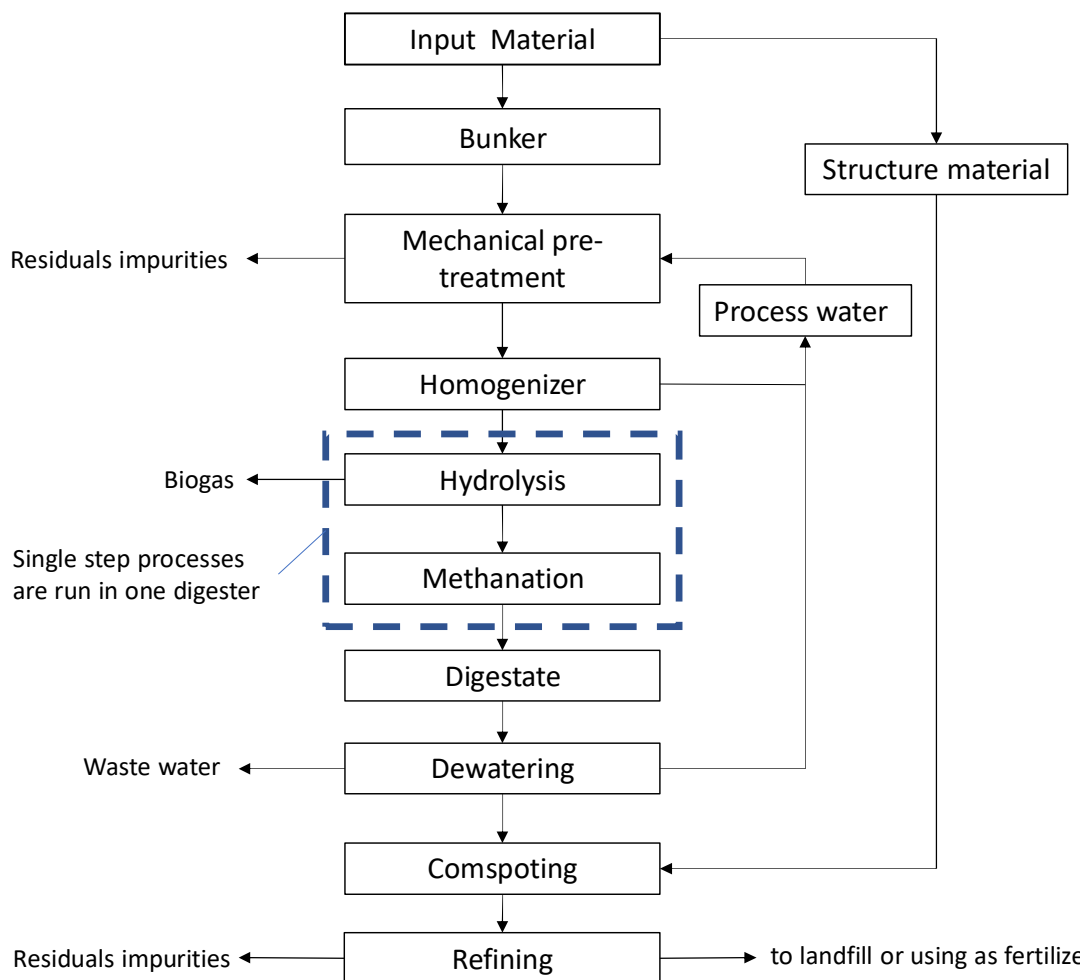 Input Material
Bunker
Structure material
Mechanical pre-
treatment
Residuals impurities
Process water
Homogenizer
Hydrolysis
Biogas
Single step processes
are run in one digester
Methanation
Digestate
Dewatering
Waste water
Comspoting
Refining
Residuals impurities
to landfill or using as fertilize